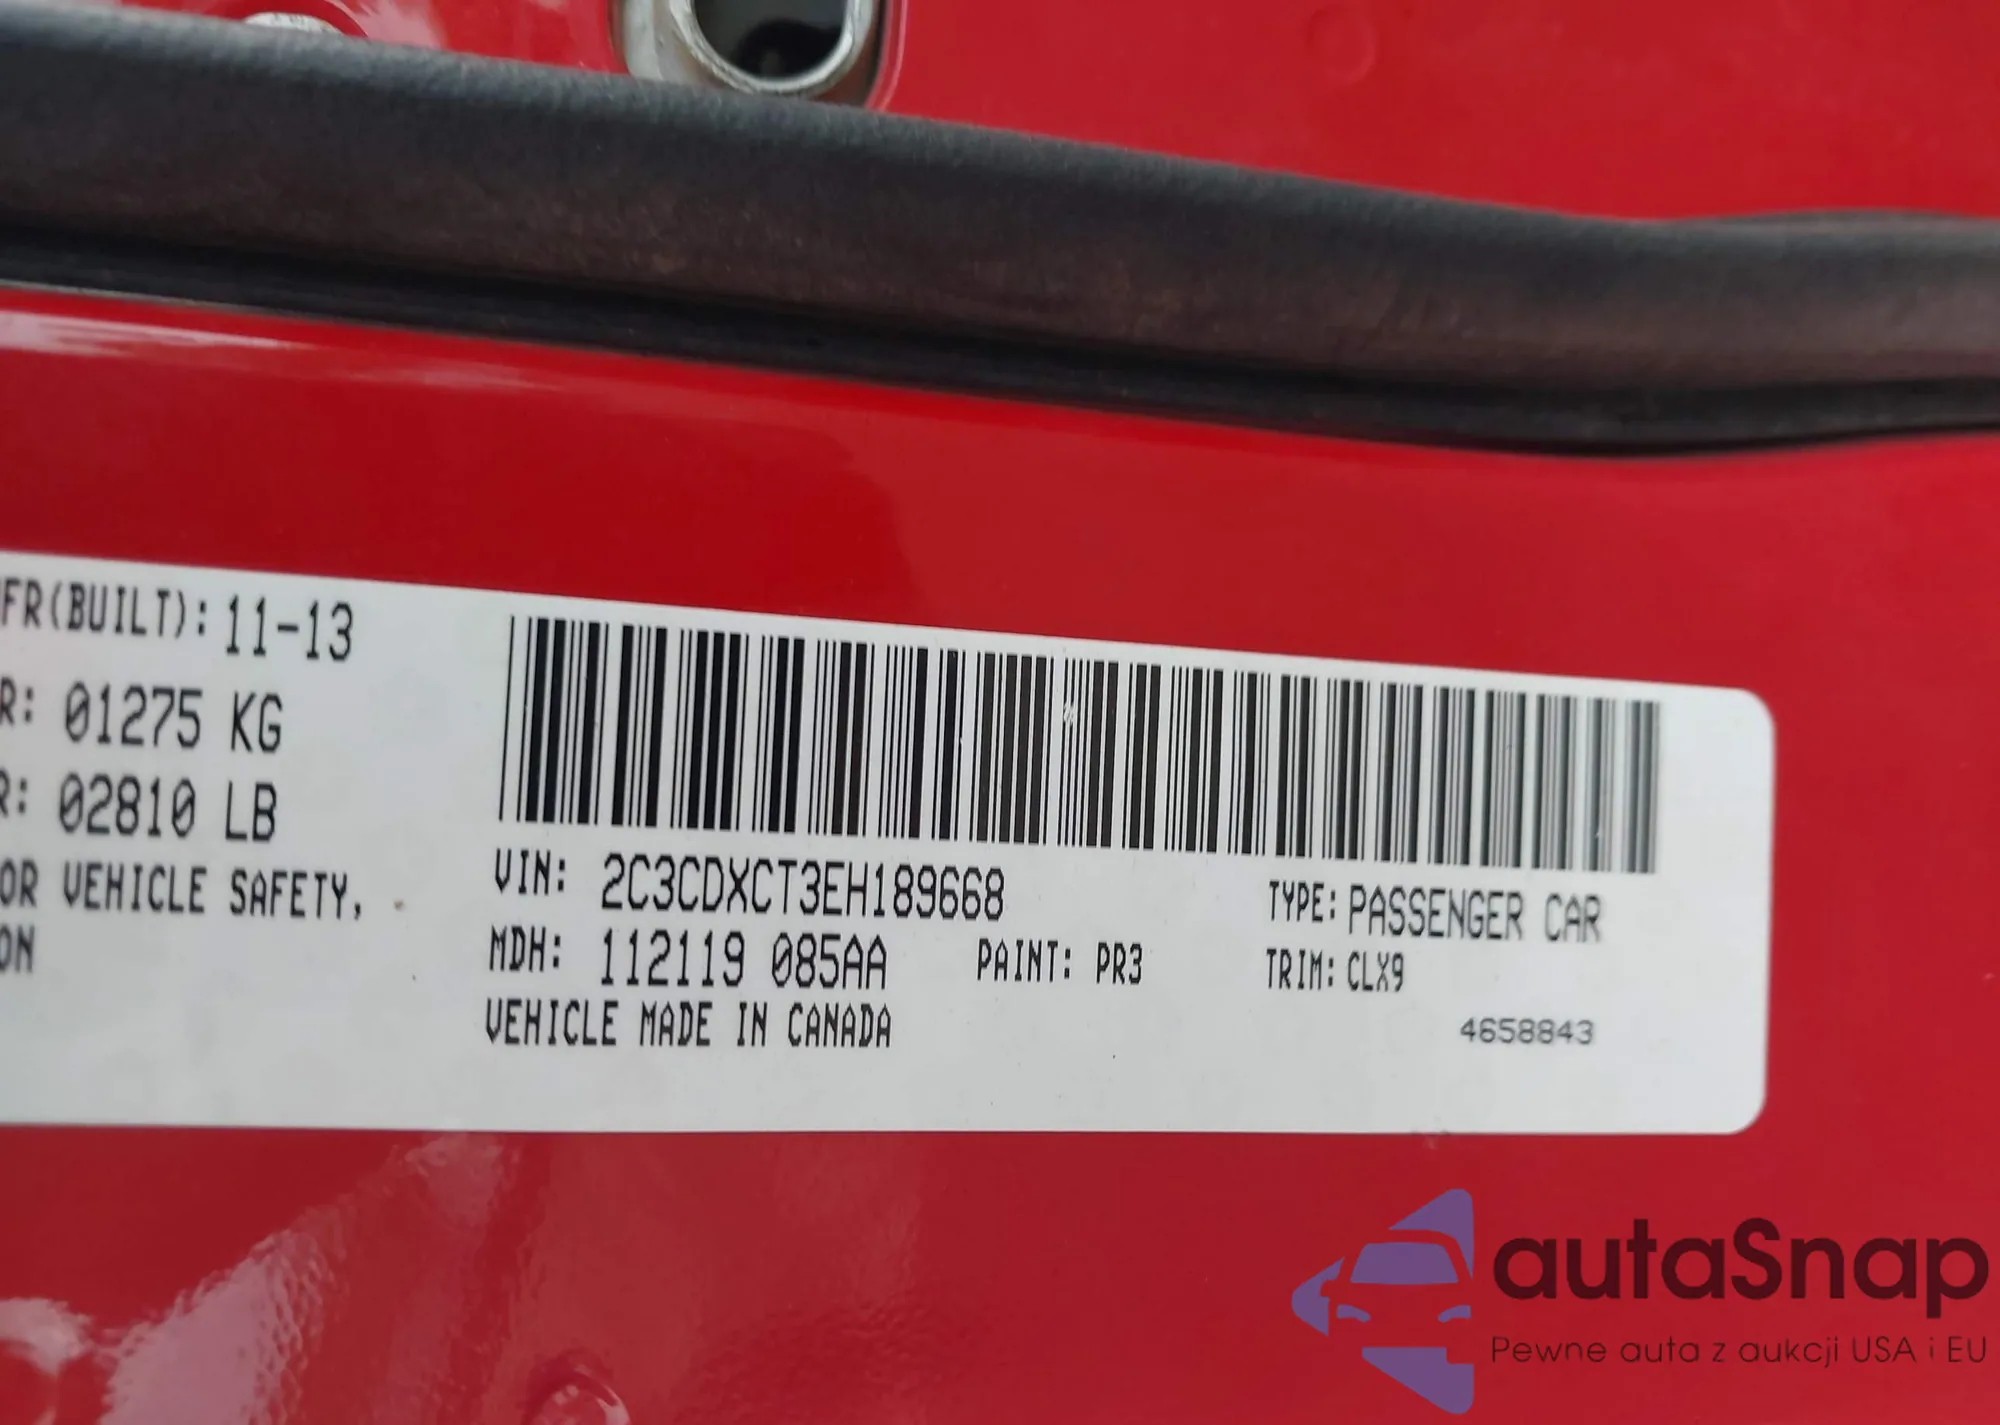 FR(BUILT): 11-13
R: 01275 KG
R: 02810 LB
OR VEHICLE SAFETY,
ON
VIN: 2C3CDXCT3EH189668
TYPE: PASSENGER CAR
MDH: 112119 085AA
PAINT: PR3
TRIM: CLX9
VEHICLE MADE IN CANADA
4658843
autaSnap
Pewne auta z aukcji USA i EU